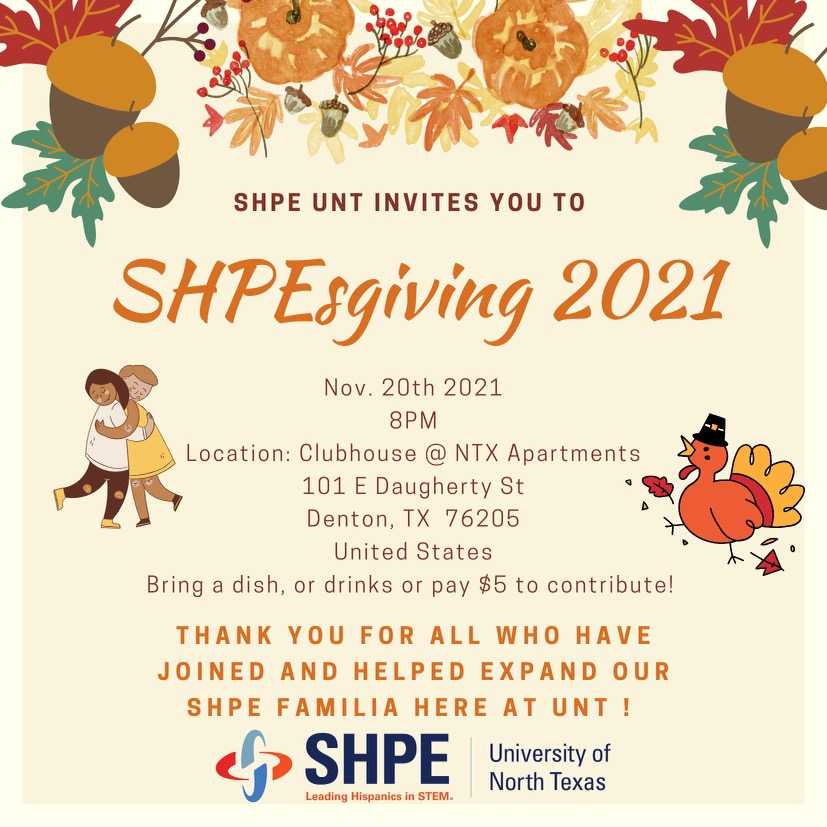 SHPE UNT INVITES YOU TO
SHPEsgiving 2021
Nov. 20th 2021
8PM
Location: Clubhouse @ NTX Apartments
101 E Daugherty St
Denton, TX 76205
United States
Bring a dish, or drinks or pay $5 to contribute!
THANK YOU FOR ALL WHO HAVE
JOINED AND HELPED EXPAND OUR
SHPE FAMILIA HERE AT UNT !
SHPE
Leading Hispanics in STEM.
University of
North Texas